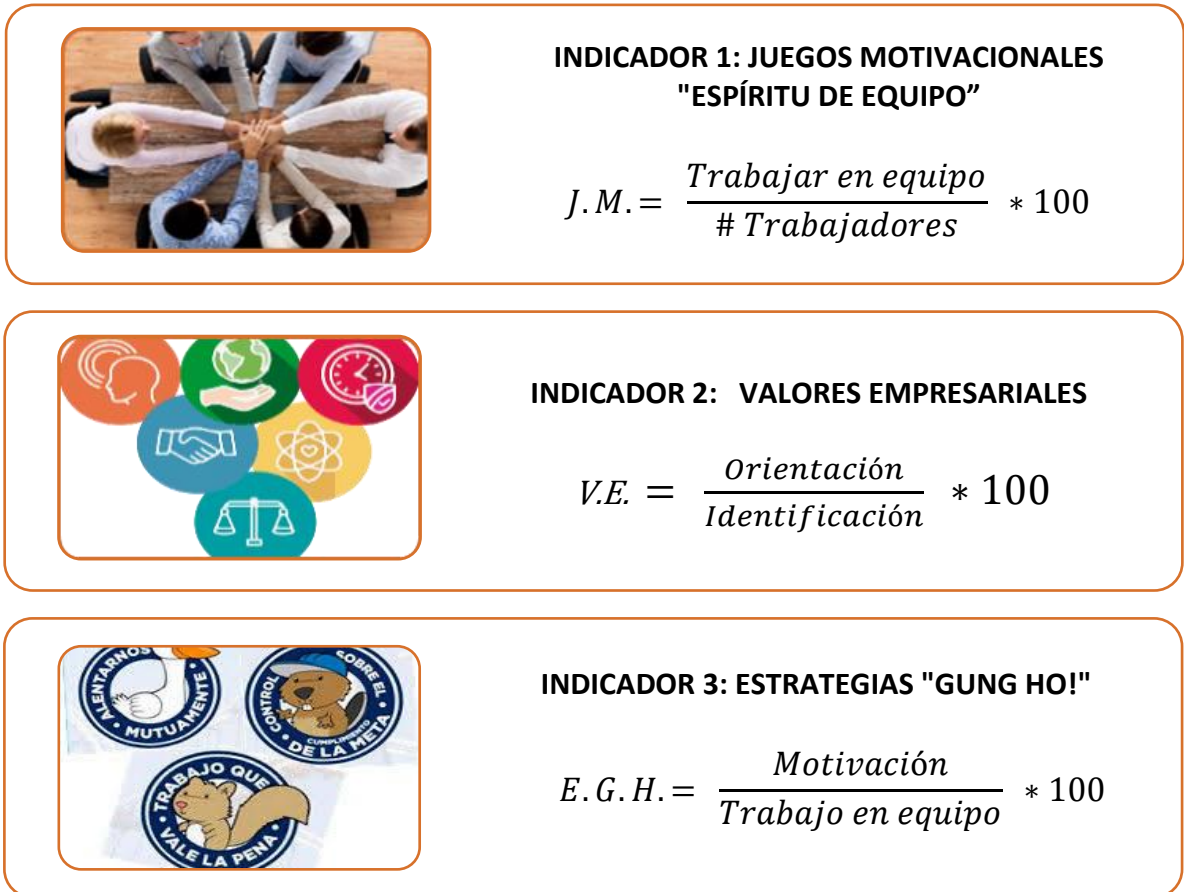 INDICADOR 1: JUEGOS MOTIVACIONALES
"ESPÍRITU DE EQUIPO”
J.M.= Trabajar en equipo / # Trabajadores * 100
INDICADOR 2: VALORES EMPRESARIALES
V.E. = Orientación / Identificación * 100
ALENTARNOS MUTUAMENTE
CONTROL SOBRE EL CUMPLIMIENTO DE LA META
TRABAJO QUE VALE LA PENA
INDICADOR 3: ESTRATEGIAS "GUNG HO!"
E.G.H.= Motivación / Trabajo en equipo * 100